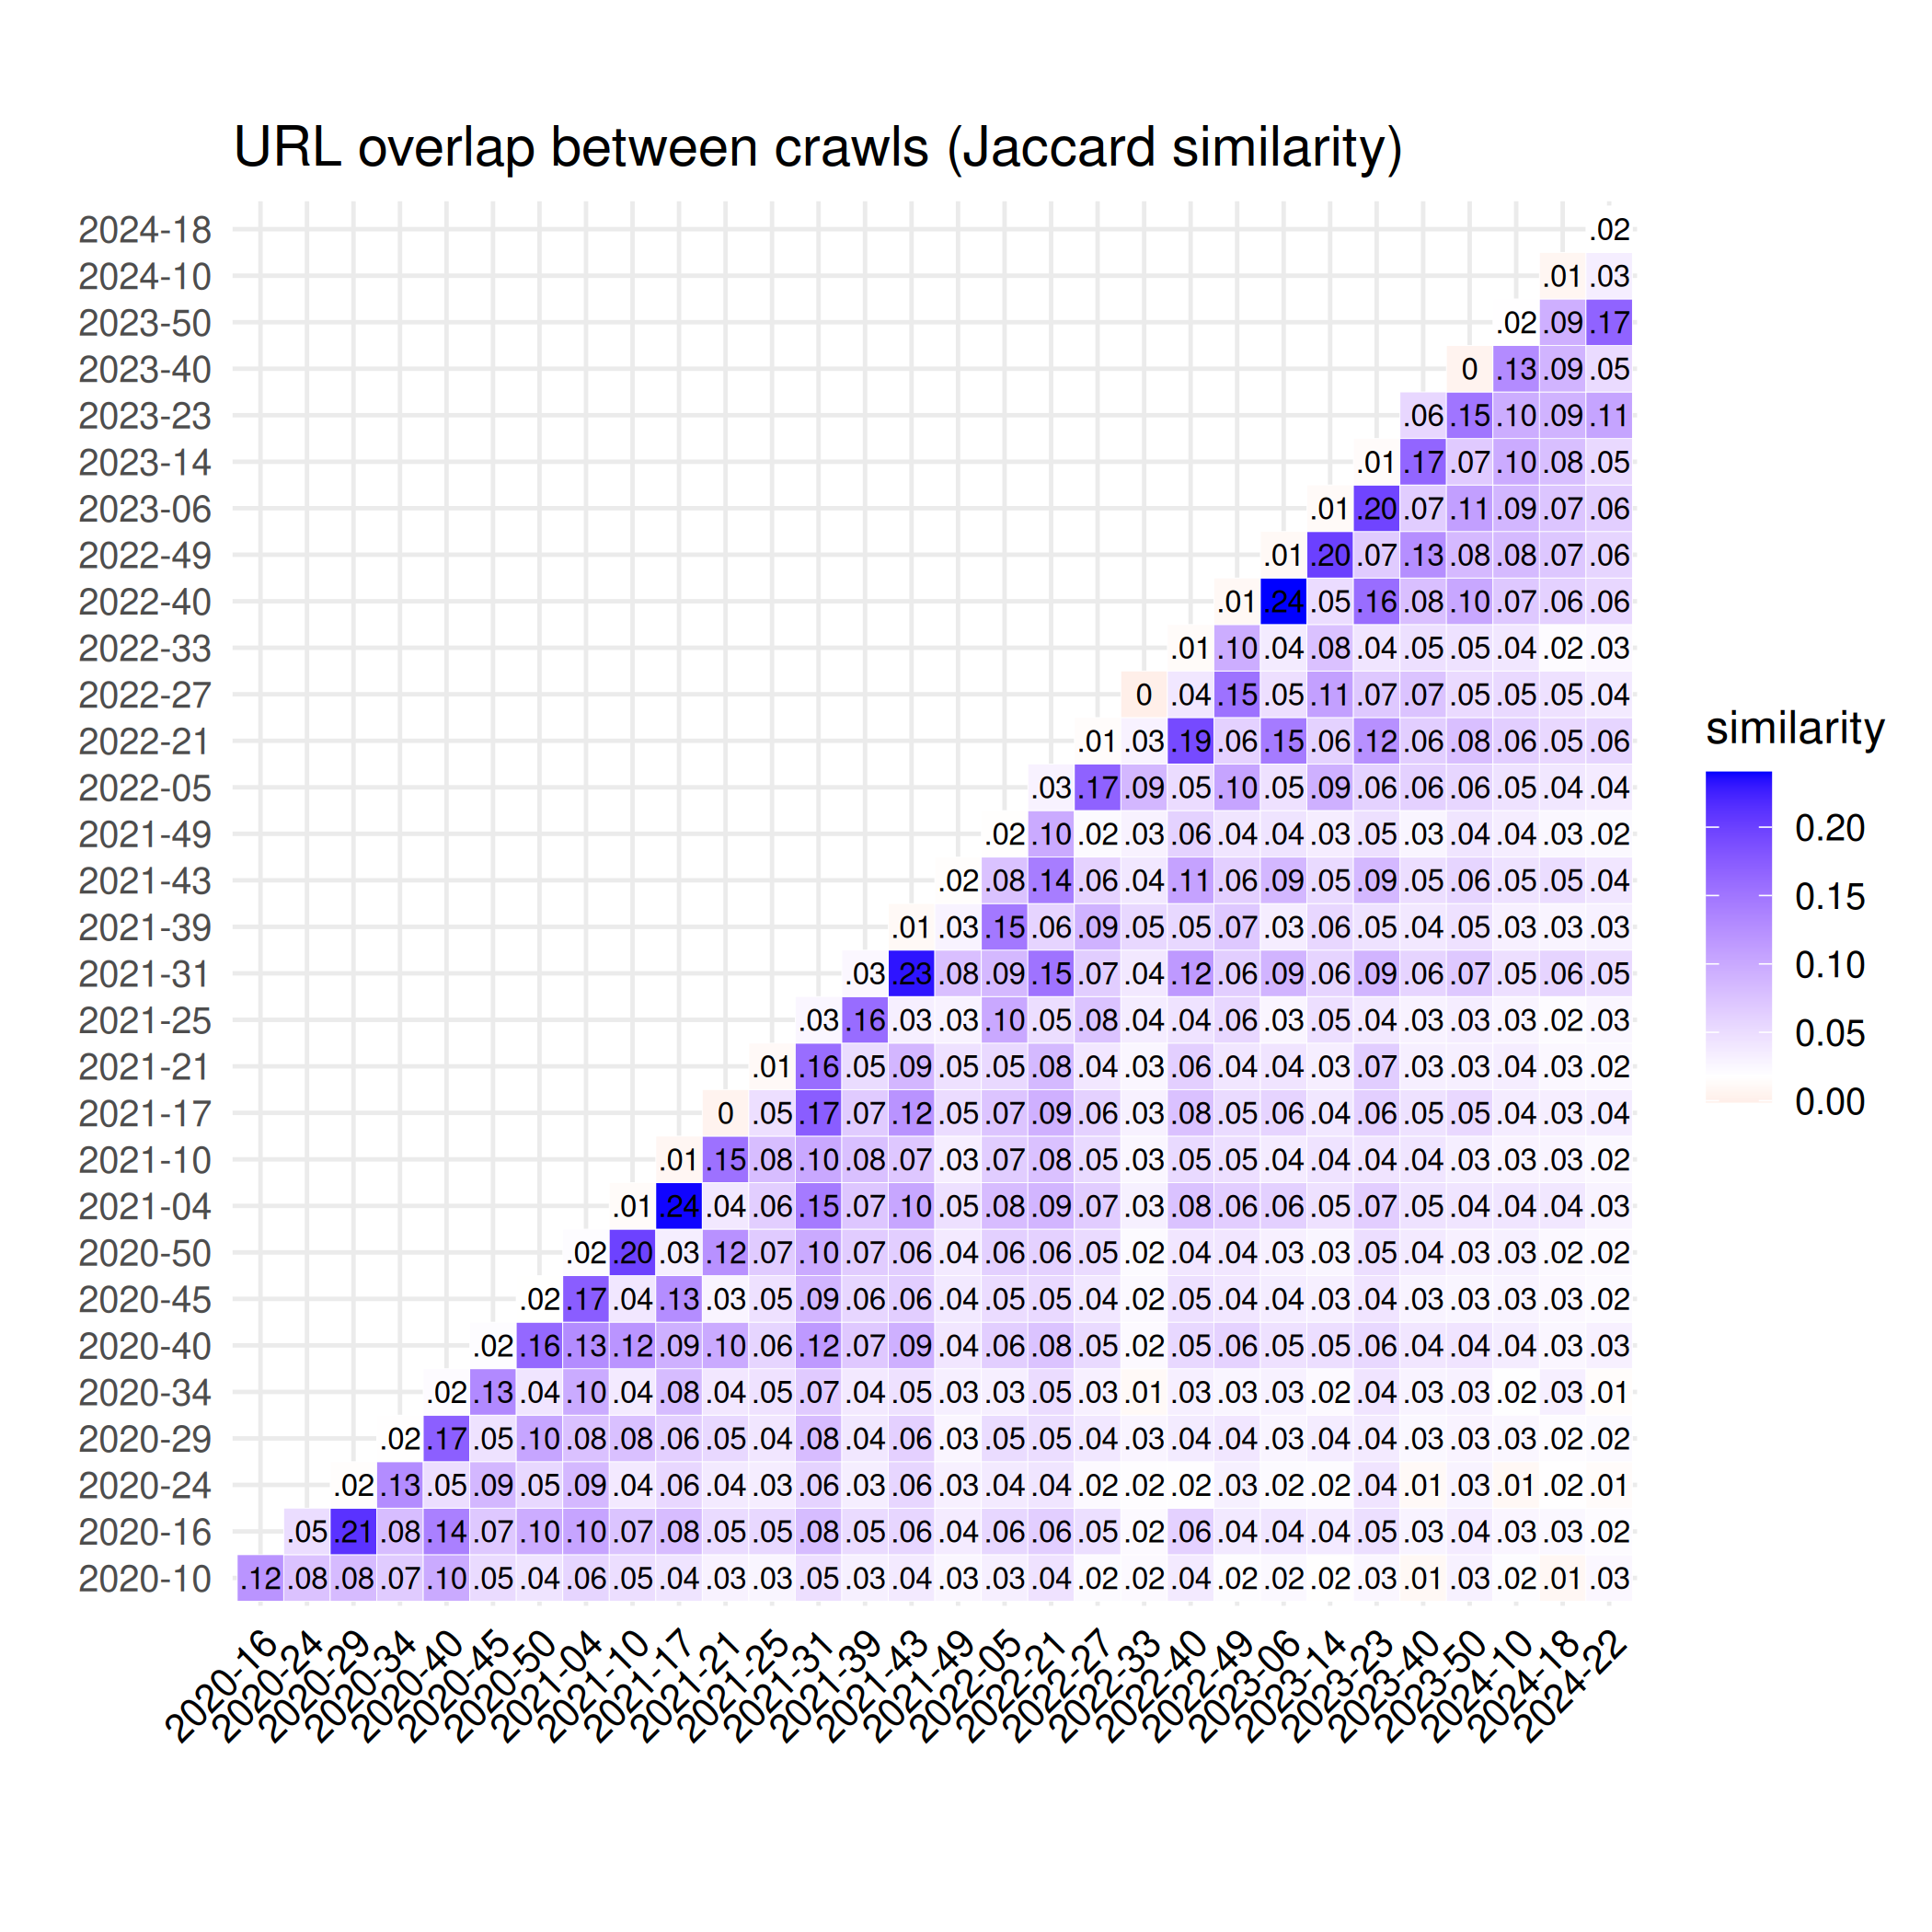 URL overlap between crawls (Jaccard similarity)
2024-18 .02
2024-10 .01 .03
2023-50 .02 .09 .17
2023-40 0 .13 .09 .05
2023-23 .06 .15 .10 .09 .11
2023-14 .01 .17 .07 .10 .08 .05
2023-06 .01 .20 .07 .11 .09 .07 .06
2022-49 .01 .20 .07 .13 .08 .08 .07 .06
2022-40 .01 .24 .05 .16 .08 .10 .07 .06 .06
2022-33 .01 .10 .04 .08 .04 .05 .05 .04 .02 .03
2022-27 0 .04 .15 .05 .11 .07 .07 .05 .05 .05 .04
2022-21 .01 .03 .19 .06 .15 .06 .12 .06 .08 .06 .05 .06
2022-05 .03 .17 .09 .05 .10 .05 .09 .06 .06 .06 .05 .04 .04
2021-49 .02 .10 .02 .03 .06 .04 .04 .03 .05 .03 .04 .04 .03 .02
2021-43 .02 .08 .14 .06 .04 .11 .06 .09 .05 .09 .05 .06 .05 .05 .04
2021-39 .01 .03 .15 .06 .09 .05 .05 .07 .03 .06 .05 .04 .05 .03 .03 .03
2021-31 .03 .23 .08 .09 .15 .07 .04 .12 .06 .09 .06 .09 .06 .07 .05 .06 .05
2021-25 .03 .16 .03 .03 .10 .05 .08 .04 .04 .06 .03 .05 .04 .03 .03 .03 .02 .03
2021-21 .01 .16 .05 .09 .05 .05 .08 .04 .03 .06 .04 .04 .03 .07 .03 .03 .04 .03 .02
2021-17 0 .05 .17 .07 .12 .05 .07 .09 .06 .03 .08 .05 .06 .04 .06 .05 .05 .04 .03 .04
2021-10 .01 .15 .08 .10 .08 .07 .03 .07 .08 .05 .03 .05 .05 .04 .04 .04 .04 .03 .03 .03 .02
2021-04 .01 .24 .04 .06 .15 .07 .10 .05 .08 .09 .07 .03 .08 .06 .06 .05 .07 .05 .04 .04 .04 .03
2020-50 .02 .20 .03 .12 .07 .10 .07 .06 .04 .06 .06 .05 .02 .04 .04 .03 .03 .05 .04 .03 .03 .02 .02
2020-45 .02 .17 .04 .13 .03 .05 .09 .06 .06 .04 .05 .05 .04 .02 .05 .04 .04 .03 .04 .03 .03 .03 .03 .02
2020-40 .02 .16 .13 .12 .09 .10 .06 .12 .07 .09 .04 .06 .08 .05 .02 .05 .06 .05 .05 .06 .04 .04 .04 .03 .03
2020-34 .02 .13 .04 .10 .04 .08 .04 .05 .07 .04 .05 .03 .03 .05 .03 .01 .03 .03 .03 .02 .04 .03 .03 .02 .03 .01
2020-29 .02 .17 .05 .10 .08 .08 .06 .05 .04 .08 .04 .06 .03 .05 .05 .04 .03 .04 .04 .03 .04 .04 .03 .03 .03 .02 .02
2020-24 .02 .13 .05 .09 .05 .09 .04 .06 .04 .03 .06 .03 .06 .03 .04 .04 .02 .02 .02 .03 .02 .02 .04 .01 .03 .01 .02 .01
2020-16 .05 .21 .08 .14 .07 .10 .10 .07 .08 .05 .05 .08 .05 .06 .04 .06 .06 .05 .02 .06 .04 .04 .04 .05 .03 .04 .03 .03 .02
2020-10 .12 .08 .08 .07 .10 .05 .04 .06 .05 .04 .03 .03 .05 .03 .04 .03 .03 .04 .02 .02 .04 .02 .02 .02 .03 .01 .03 .02 .01 .03
2020-16 2020-24 2020-29 2020-34 2020-40 2020-45 2020-50 2021-04 2021-10 2021-17 2021-21 2021-25 2021-31 2021-39 2021-43 2021-49 2022-05 2022-21 2022-27 2022-33 2022-40 2022-49 2023-06 2023-14 2023-23 2023-40 2023-50 2024-10 2024-18 2024-22
similarity
0.20
0.15
0.10
0.05
0.00